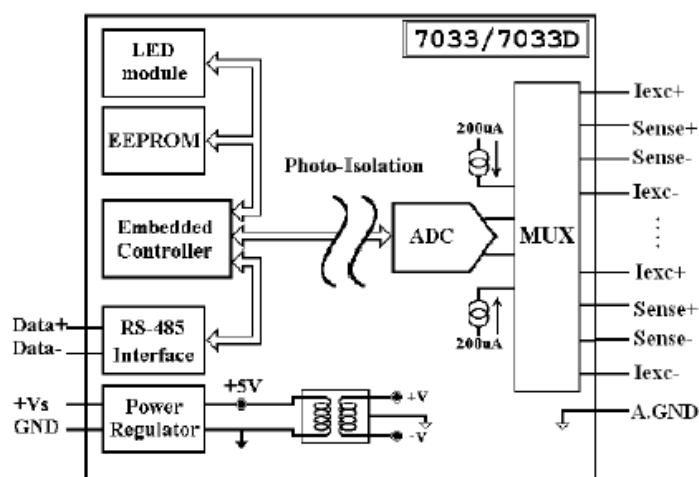 7033/7033D
LED
module
EEPROM
Embedded
Controller
RS-485
Interface
Power
Regulator
Data+
Data-
+Vs
GND
+5V
+V
-V
Photo-Isolation
ADC
200uA
200uA
MUX
Iexc+
Sense+
Sense-
Iexc-
Iexc+
Sense+
Sense-
Iexc-
A.GND